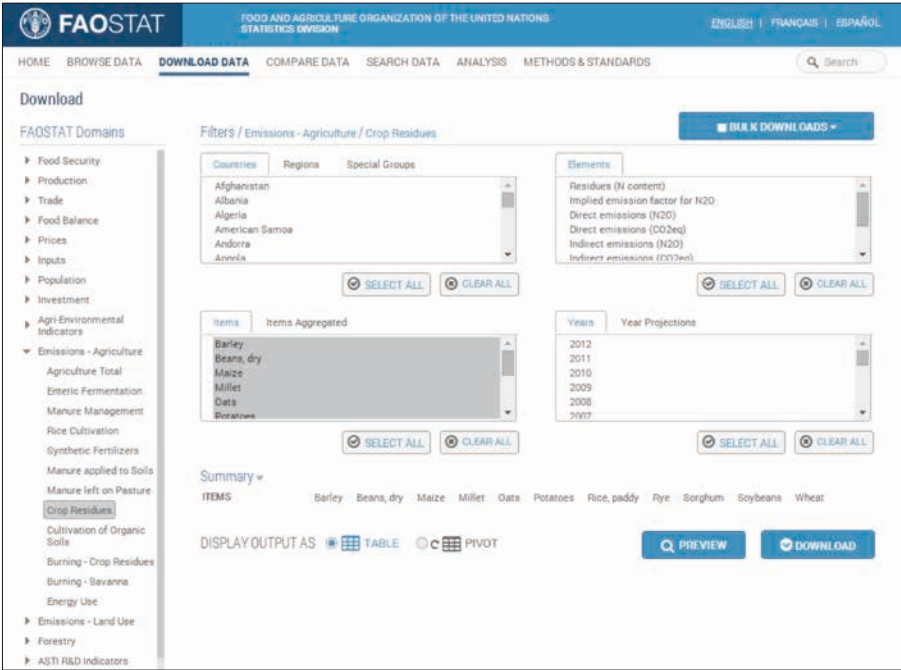 FAOSTAT
FOOD AND AGRICULTURE ORGANIZATION OF THE UNITED NATIONS
STATISTICS DIVISION
ENGLISH | FRANÇAIS | ESPAÑOL
HOME BROWSE DATA DOWNLOAD DATA COMPARE DATA SEARCH DATA ANALYSIS METHODS & STANDARDS Search
Download
FAOSTAT Domains
Food Security
Production
Trade
Food Balance
Prices
Inputs
Population
Investment
Agri-Environmental
Indicators
Emissions - Agriculture
Agriculture Total
Enteric Fermentation
Manure Management
Rice Cultivation
Synthetic Fertilizers
Manure applied to Soils
Manure left on Pasture
Crop Residues
Cultivation of Organic
Soils
Burning - Crop Residues
Burning - Savanna
Energy Use
Emissions - Land Use
Forestry
ASTI R&D Indicators
Filters / Emissions - Agriculture / Crop Residues
BULK DOWNLOADS
Countries Regions Special Groups
Afghanistan
Albania
Algeria
American Samoa
Andorra
Angola
SELECT ALL CLEAR ALL
Elements
Residues (N content)
Implied emission factor for N2O
Direct emissions (N2O)
Direct emissions (CO2eq)
Indirect emissions (N2O)
Indirect emissions (CO2eq)
SELECT ALL CLEAR ALL
Items Items Aggregated
Barley
Beans, dry
Maize
Millet
Oats
Potatoes
SELECT ALL CLEAR ALL
Years Year Projections
2012
2011
2010
2009
2008
2007
SELECT ALL CLEAR ALL
Summary
ITEMS Barley Beans, dry Maize Millet Oats Potatoes Rice, paddy Rye Sorghum Soybeans Wheat
DISPLAY OUTPUT AS TABLE PIVOT
PREVIEW DOWNLOAD